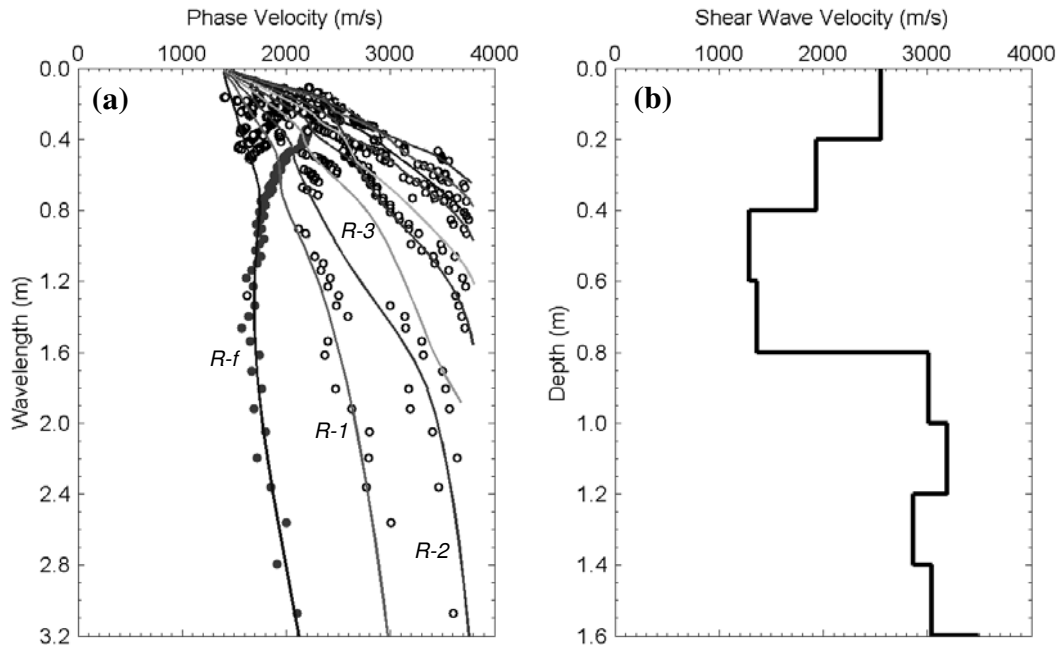 Phase Velocity (m/s)
0 1000 2000 3000 4000
0.0
0.4
0.8
1.2
1.6
2.0
2.4
2.8
3.2
Wavelength (m)
(a)
R-3
R-f
R-1
R-2
Shear Wave Velocity (m/s)
0 1000 2000 3000 4000
0.0
0.2
0.4
0.6
0.8
1.0
1.2
1.4
1.6
Depth (m)
(b)